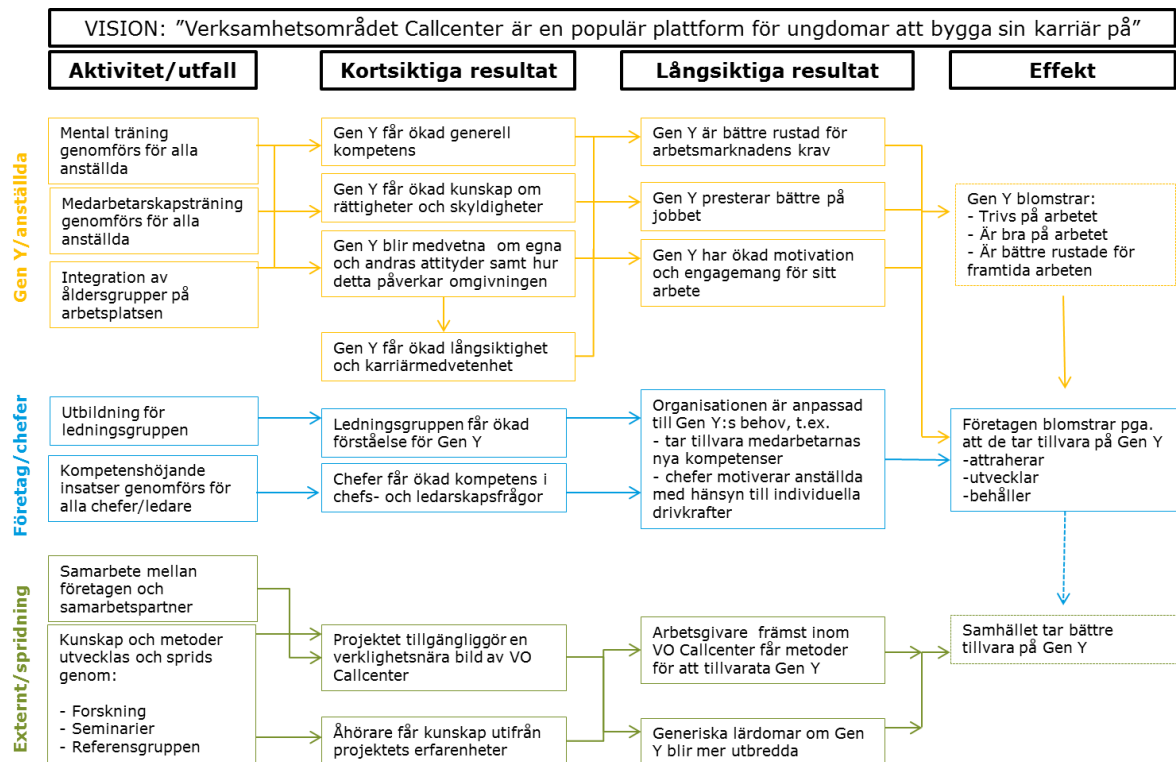 VISION: ”Verksamhetsområdet Callcenter är en populär plattform för ungdomar att bygga sin karriär på”
Aktivitet/utfall
Kortsiktiga resultat
Långsiktiga resultat
Effekt
Gen Y/anställda
Mental träning
genomförs för alla
anställda
Medarbetarskapsträning
genomförs för alla
anställda
Integration av
åldersgrupper på
arbetsplatsen
Gen Y får ökad generell
kompetens
Gen Y får ökad kunskap om
rättigheter och skyldigheter
Gen Y blir medvetna om egna
och andras attityder samt hur
detta påverkar omgivningen
Gen Y får ökad långsiktighet
och karriärmedvetenhet
Gen Y är bättre rustad för
arbetsmarknadens krav
Gen Y presterar bättre på
jobbet
Gen Y har ökad motivation
och engagemang för sitt
arbete
Gen Y blomstrar:
- Trivs på arbetet
- Är bra på arbetet
- Är bättre rustade för
framtida arbeten
Företag/chefer
Utbildning för
ledningsgruppen
Kompetenshöjande
insatser genomförs för
alla chefer/ledare
Ledningsgruppen får ökad
förståelse för Gen Y
Chefer får ökad kompetens i
chefs- och ledarskapsfrågor
Organisationen är anpassad
till Gen Y:s behov, t.ex.
- tar tillvara medarbetarnas
nya kompetenser
- chefer motiverar anställda
med hänsyn till individuella
drivkrafter
Företagen blomstrar pga.
att de tar tillvara på Gen Y
-attraherar
-utvecklar
-behåller
Externt/spridning
Samarbete mellan
företagen och
samarbetspartner
Kunskap och metoder
utvecklas och sprids
genom:
- Forskning
- Seminarier
- Referensgruppen
Projektet tillgängliggör en
verklighetsnära bild av VO
Callcenter
Åhörare får kunskap utifrån
projektets erfarenheter
Arbetsgivare främst inom
VO Callcenter får metoder
för att tillvarata Gen Y
Generiska lärdomar om Gen
Y blir mer utbredda
Samhället tar bättre
tillvara på Gen Y